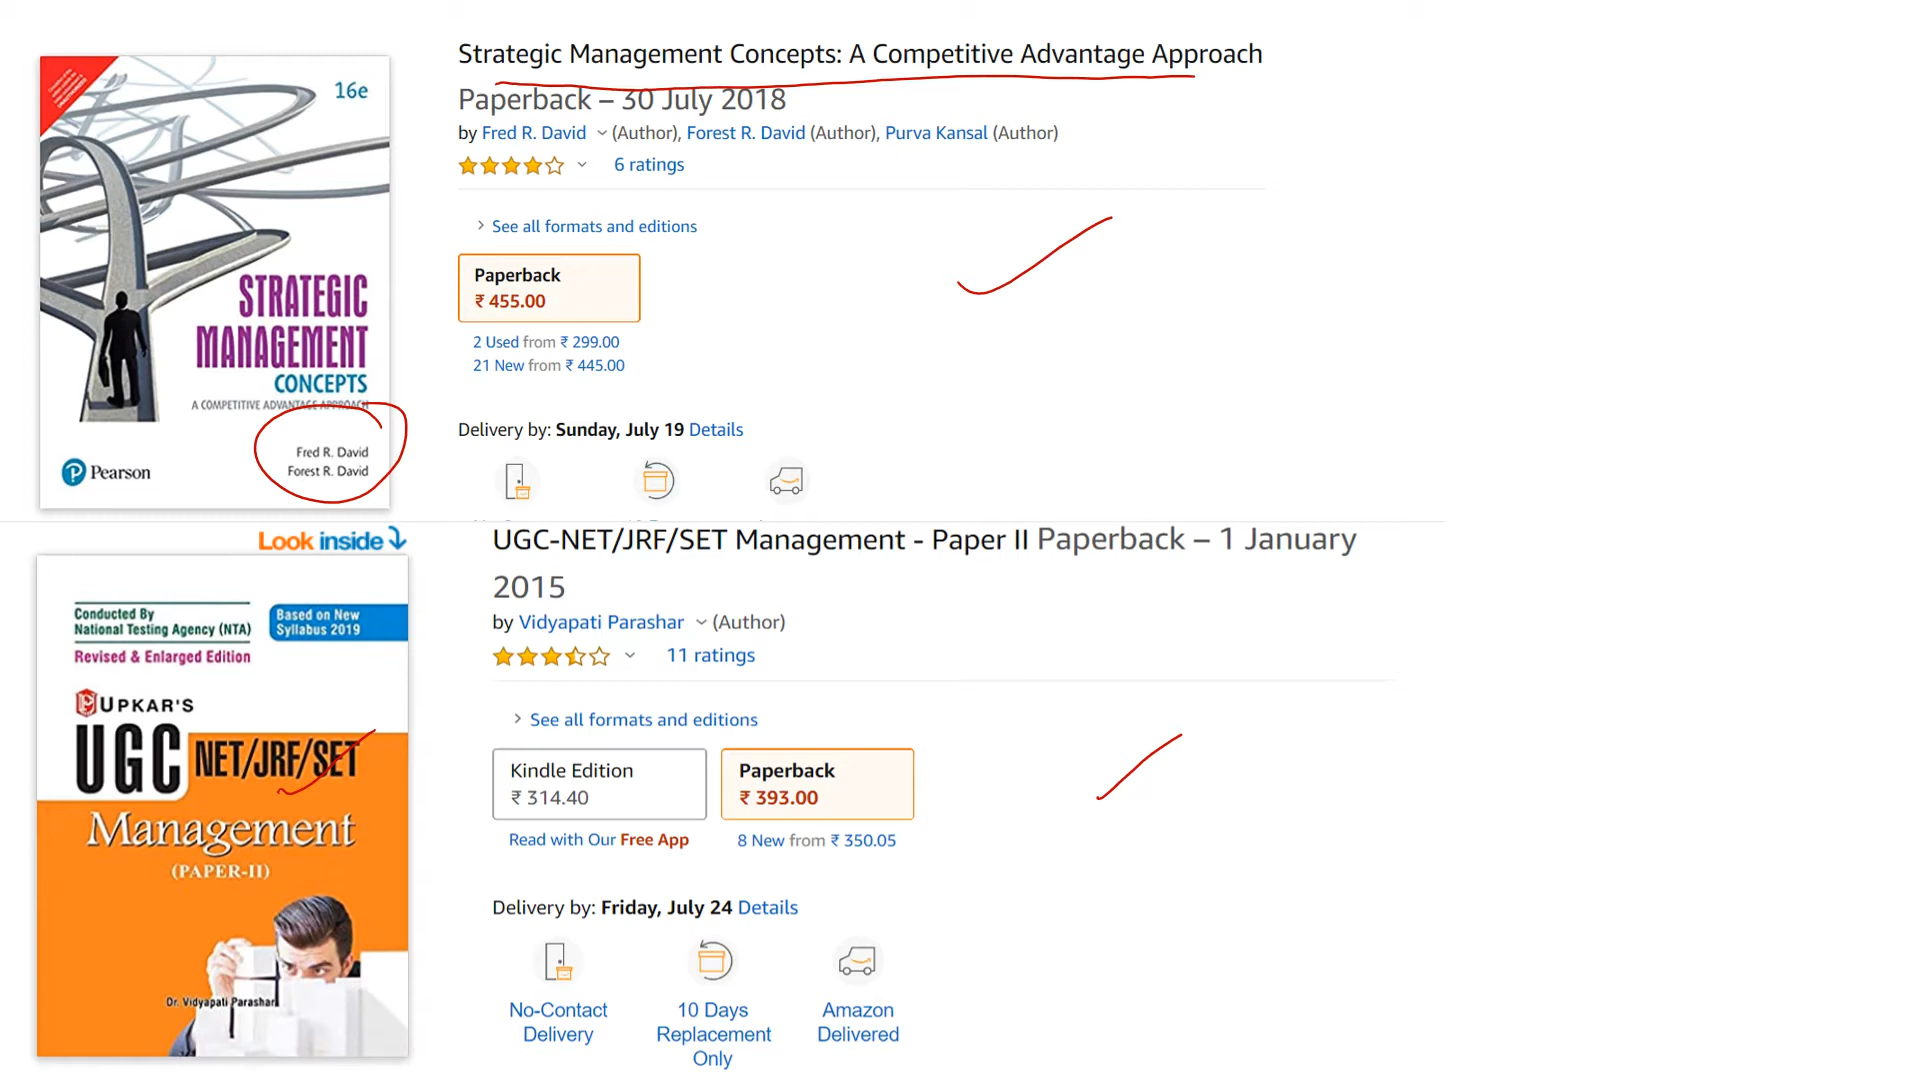 16e
STRATEGIC
MANAGEMENT
CONCEPTS
A COMPETITIVE ADVANTAGE APPROACH
Fred R. David
Forest R. David
Pearson
Strategic Management Concepts: A Competitive Advantage Approach
Paperback – 30 July 2018
by Fred R. David (Author), Forest R. David (Author), Purva Kansal (Author)
6 ratings
See all formats and editions
Paperback
₹ 455.00
2 Used from ₹ 299.00
21 New from ₹ 445.00
Delivery by: Sunday, July 19 Details
Look inside
Conducted By
National Testing Agency (NTA)
Revised & Enlarged Edition
Based on New
Syllabus 2019
UPKAR'S
UGC NET/JRF/SET
Management
(PAPER-II)
Dr. Vidyapati Parashar
UGC-NET/JRF/SET Management - Paper II Paperback – 1 January
2015
by Vidyapati Parashar (Author)
11 ratings
See all formats and editions
Kindle Edition
₹ 314.40
Read with Our Free App
Paperback
₹ 393.00
8 New from ₹ 350.05
Delivery by: Friday, July 24 Details
No-Contact
Delivery
10 Days
Replacement
Only
Amazon
Delivered